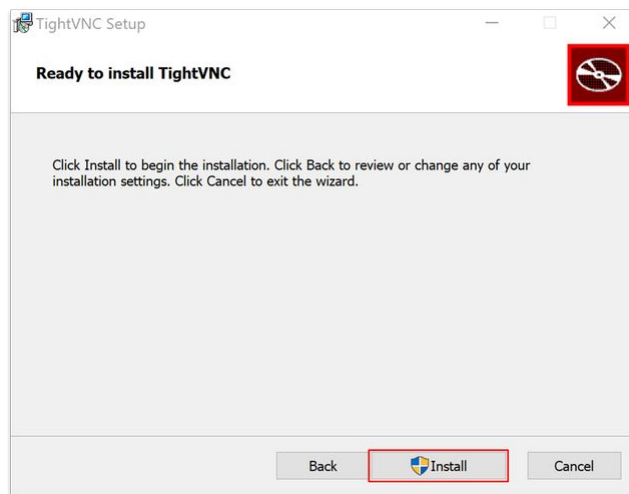 TightVNC Setup
Ready to install TightVNC
Click Install to begin the installation. Click Back to review or change any of your
installation settings. Click Cancel to exit the wizard.
Back Install Cancel